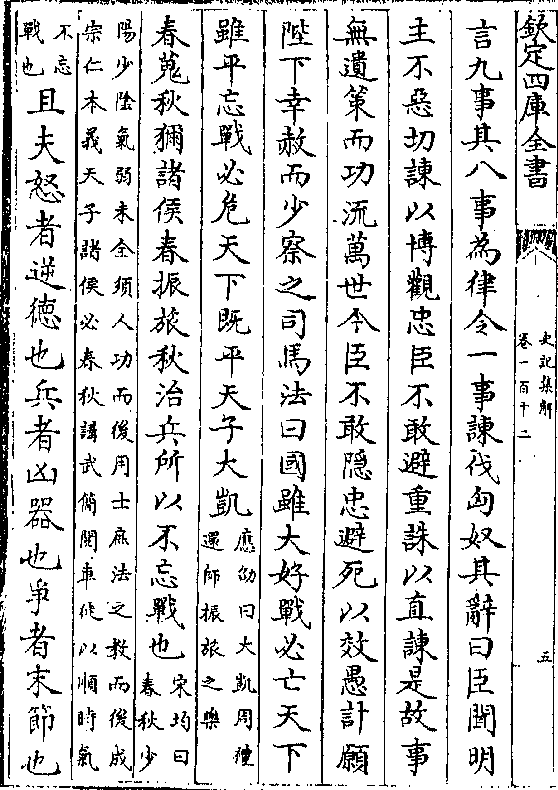 欽定四庫全書
史記集解
卷一百十二
五
言九事其八事為律令一事諫伐匈奴其辭曰臣聞明
主不惡切諫以博觀忠臣不敢避重誅以直諫是故事
無遺策而功流萬世今臣不敢隱忠避死以效愚計願
陛下幸赦而少察之司馬法曰國雖大好戰必亡天下
雖平忘戰必危天下既平天子大凱
應劭曰大凱周禮
還師振旅之樂
春蒐秋獮諸侯春振旅秋治兵所以不忘戰也
宋均曰
春秋少
陽少陰氣弱未全須人功而後用士庶法之教而後成
宗仁本義天子諸侯必春秋講武簡閱車徒以順時氣
不忘
戰也
且夫怒者逆德也兵者凶器也爭者末節也